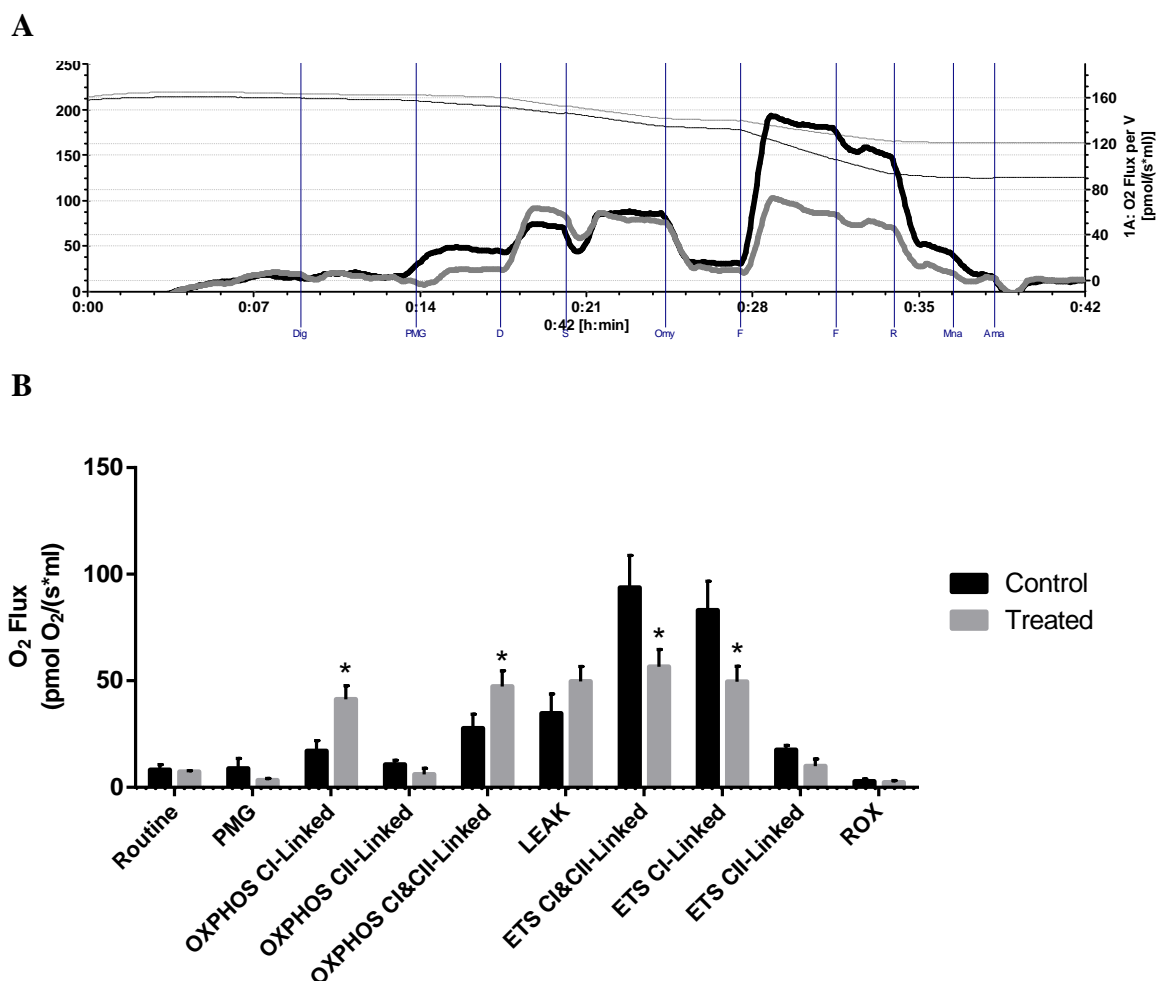 A
250
200
150
100
50
0
160
120
80
40
0
1A: O2 Flux per V
[pmol/(s*ml)]
0:00 0:07 0:14 0:21 0:28 0:35 0:42
0:42 [h:min]
Dig PMG D S Omy F F R Mna Ama
B
150
100
50
0
O2 Flux
(pmol O2/(s*ml)
* * * *
Control
Treated
Routine
PMG
OXPHOS CI-Linked
OXPHOS CII-Linked
OXPHOS CI&CII-Linked
LEAK
ETS CI&CII-Linked
ETS CI-Linked
ETS CII-Linked
ROX